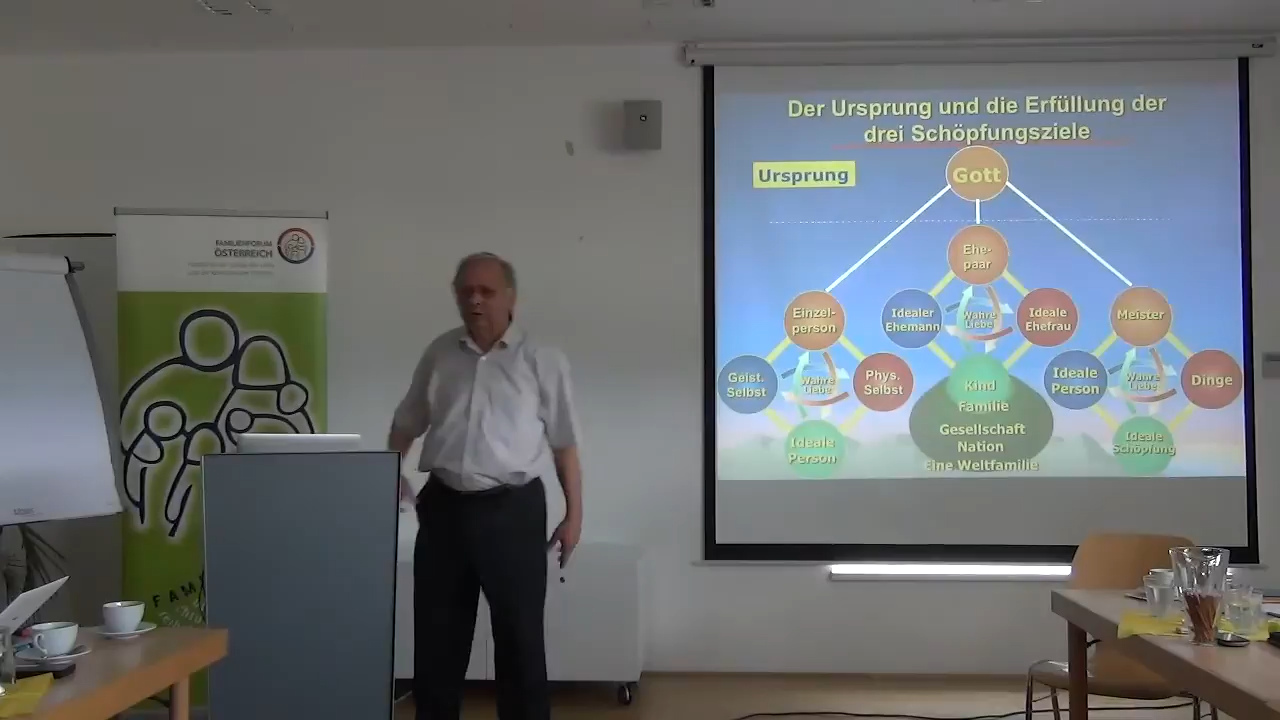 Der Ursprung und die Erfüllung der
drei Schöpfungsziele
Ursprung
Gott
Ehe-
paar
Einzel-
person
Idealer
Ehemann
Wahre
Liebe
Ideale
Ehefrau
Meister
Geist.
Selbst
Wahre
Liebe
Phys.
Selbst
Kind
Ideale
Person
Wahre
Liebe
Dinge
Familie
Gesellschaft
Nation
Eine Weltfamilie
Ideale
Person
Ideale
Schöpfung
FAMILIENFORUM
ÖSTERREICH